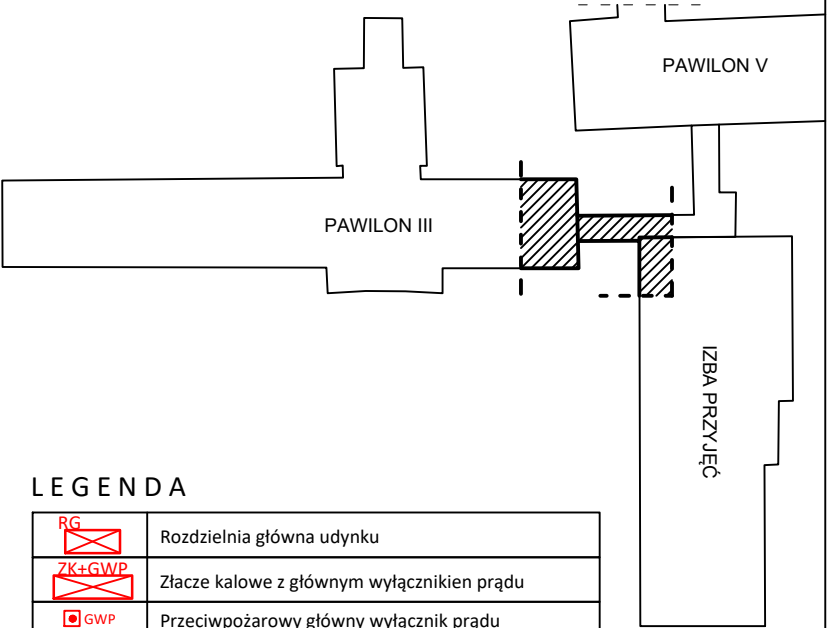 PAWILON V
PAWILON III
IZBA PRZYJĘĆ
LEGENDA
RG
Rozdzielnia główna udynku
ZK+GWP
Złacze kalowe z głównym wyłącznikien prądu
GWP
Przeciwpożarowy główny wyłącznik prądu